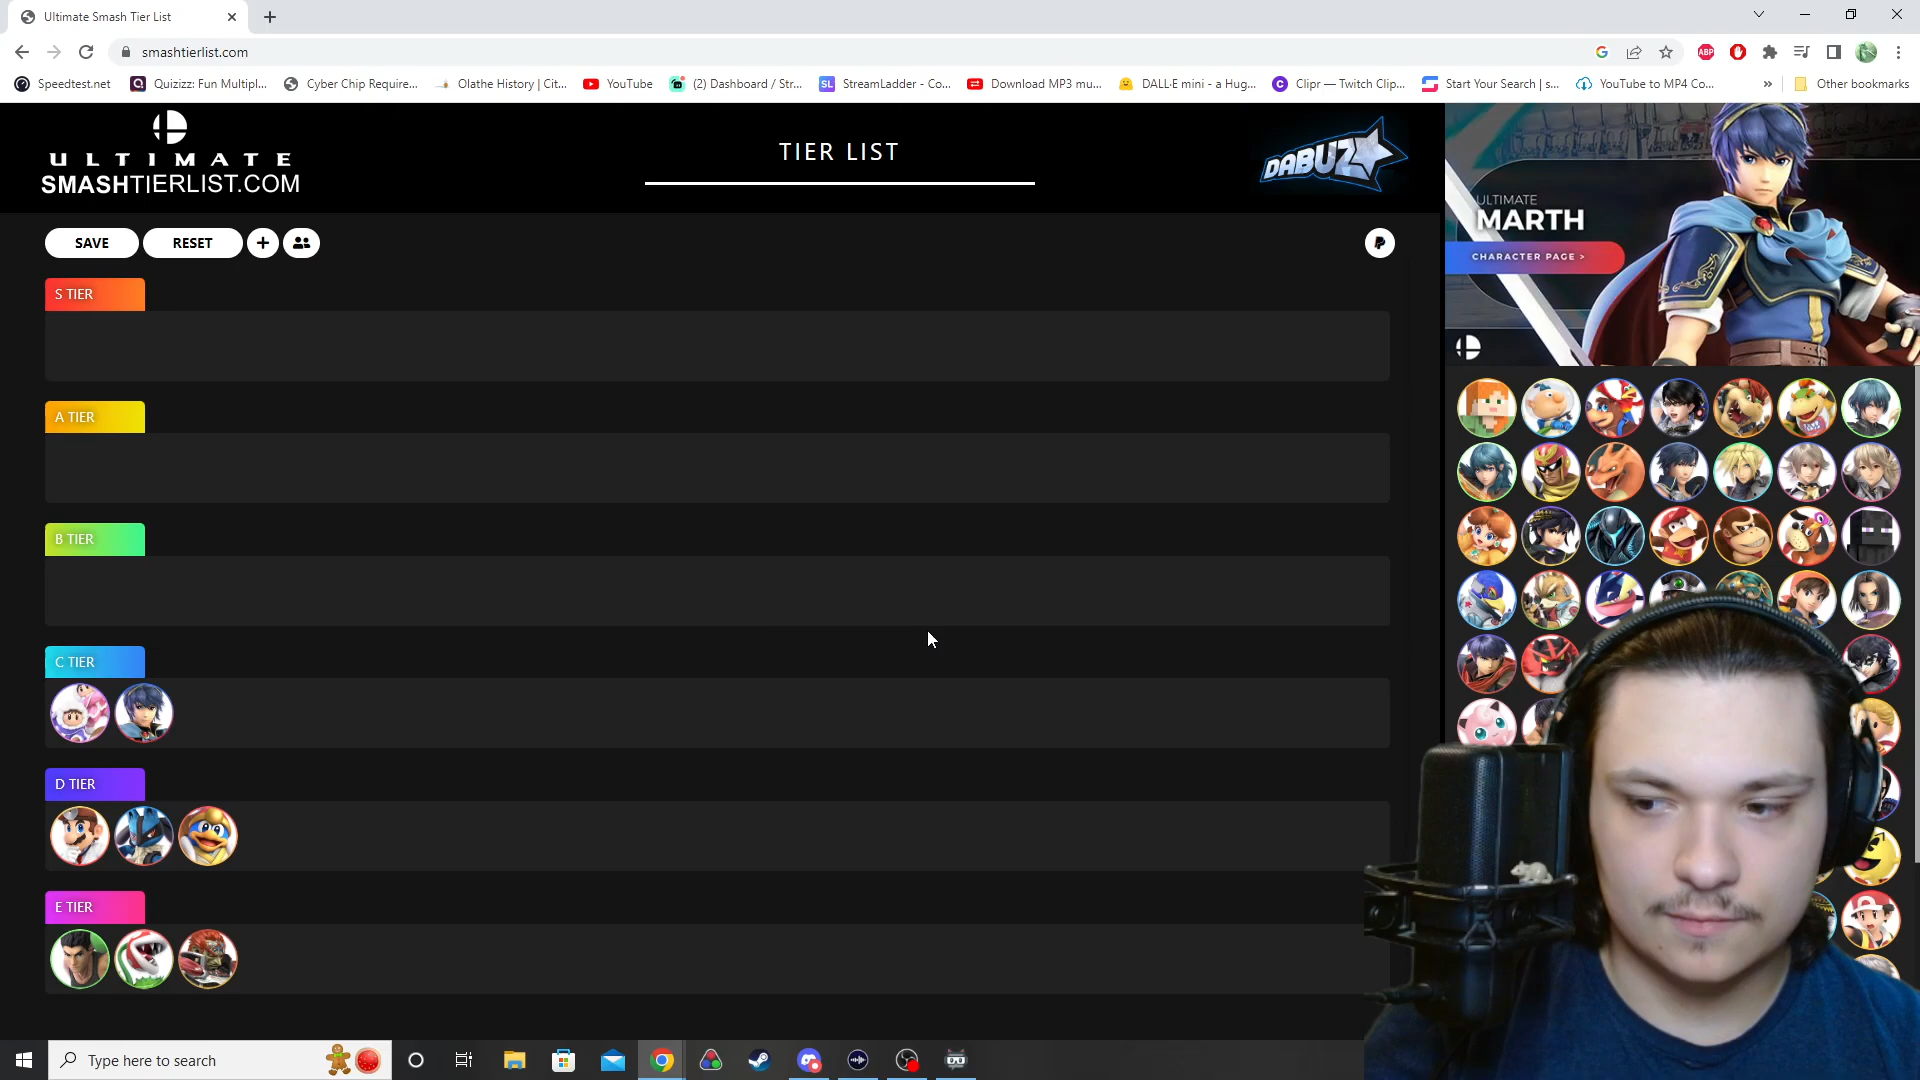 Ultimate Smash Tier List
smashtierlist.com
Speedtest.net
Quizizz: Fun Multipl...
Cyber Chip Require...
Olathe History | Cit...
YouTube
(2) Dashboard / Str...
SL
StreamLadder - Co...
Download MP3 mu...
DALL·E mini - a Hug...
C
Clipr — Twitch Clip...
Start Your Search | s...
YouTube to MP4 Co...
»
Other bookmarks
ABP
ULTIMATE
SMASHTIERLIST.COM
TIER LIST
DABUZ
ULTIMATE
MARTH
CHARACTER PAGE >
SAVE
RESET
+
S TIER
A TIER
B TIER
C TIER
D TIER
E TIER
Type here to search